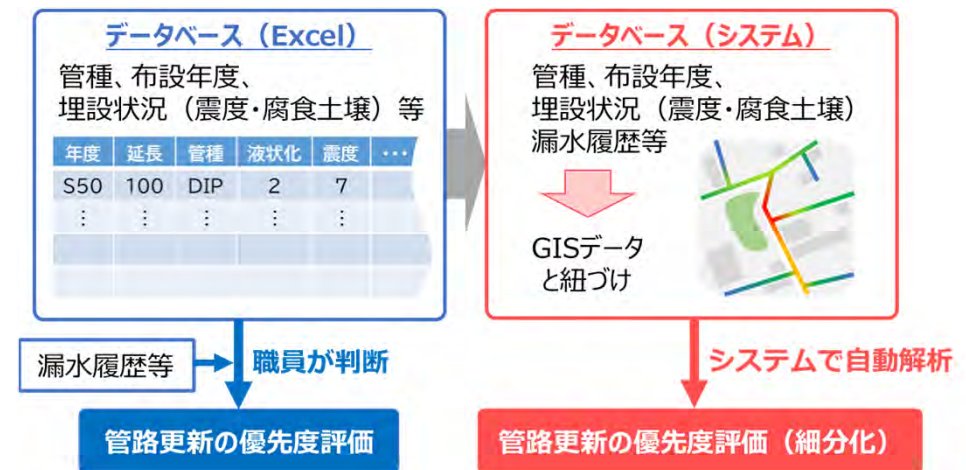 データベース（Excel）
管種、布設年度、
埋設状況（震度・腐食土壌）等
年度 延長 管種 液状化 震度 ･･･
S50 100 DIP 2 7
⋮ ⋮ ⋮ ⋮ ⋮
漏水履歴等
職員が判断
管路更新の優先度評価
データベース（システム）
管種、布設年度、
埋設状況（震度・腐食土壌）
漏水履歴等
GISデータ
と紐づけ
システムで自動解析
管路更新の優先度評価（細分化）